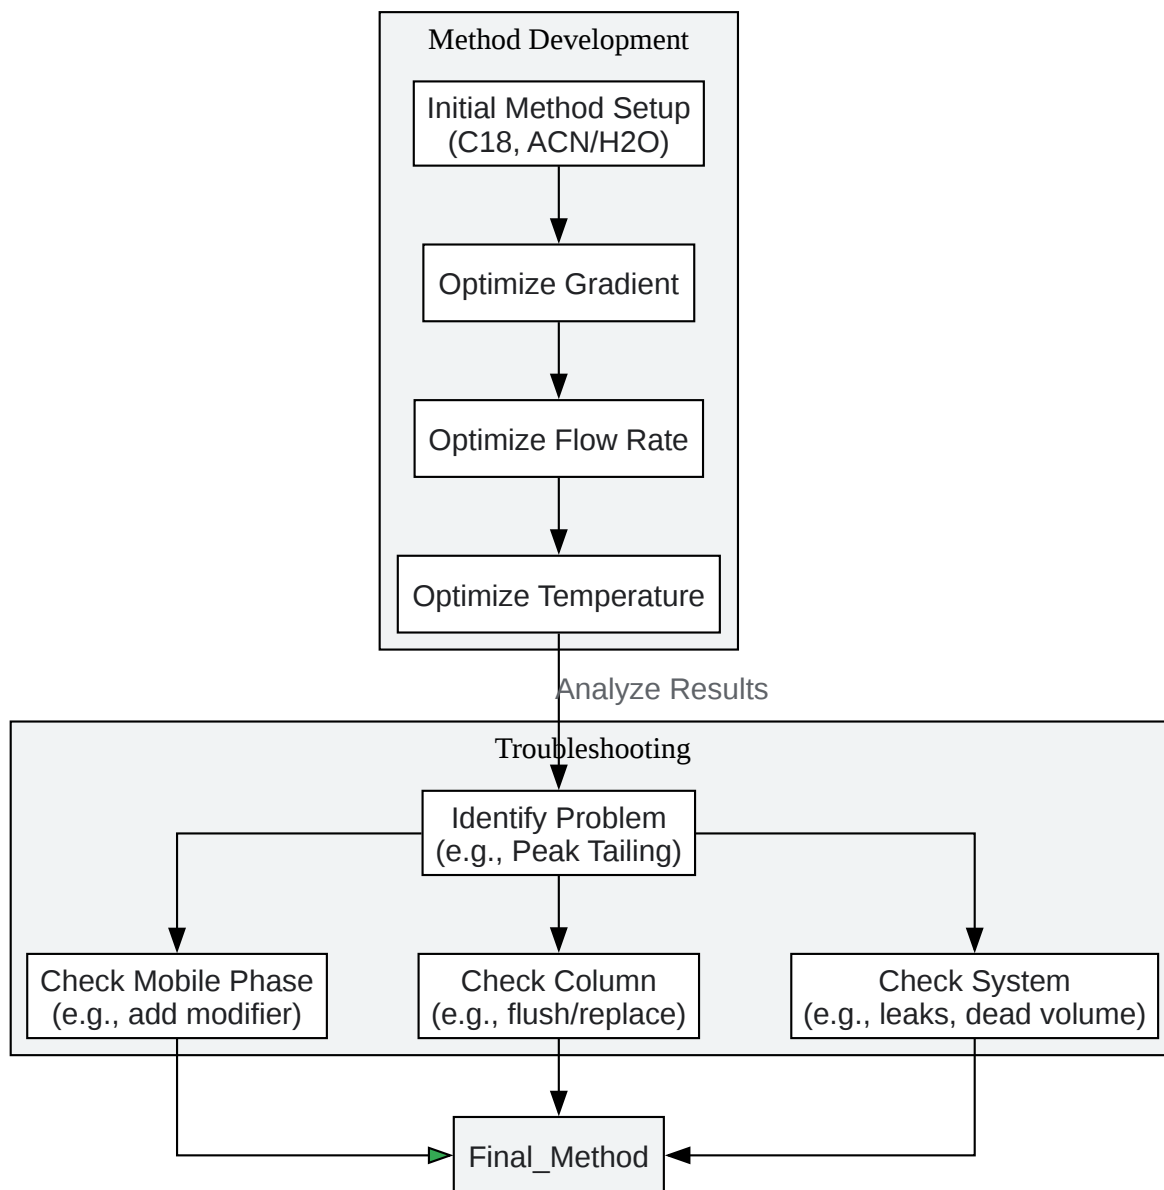 Method Development
Initial Method Setup
(C18, ACN/H2O)
Optimize Gradient
Optimize Flow Rate
Optimize Temperature
Analyze Results
Troubleshooting
Identify Problem
(e.g., Peak Tailing)
Check Mobile Phase
(e.g., add modifier)
Check Column
(e.g., flush/replace)
Check System
(e.g., leaks, dead volume)
Final_Method